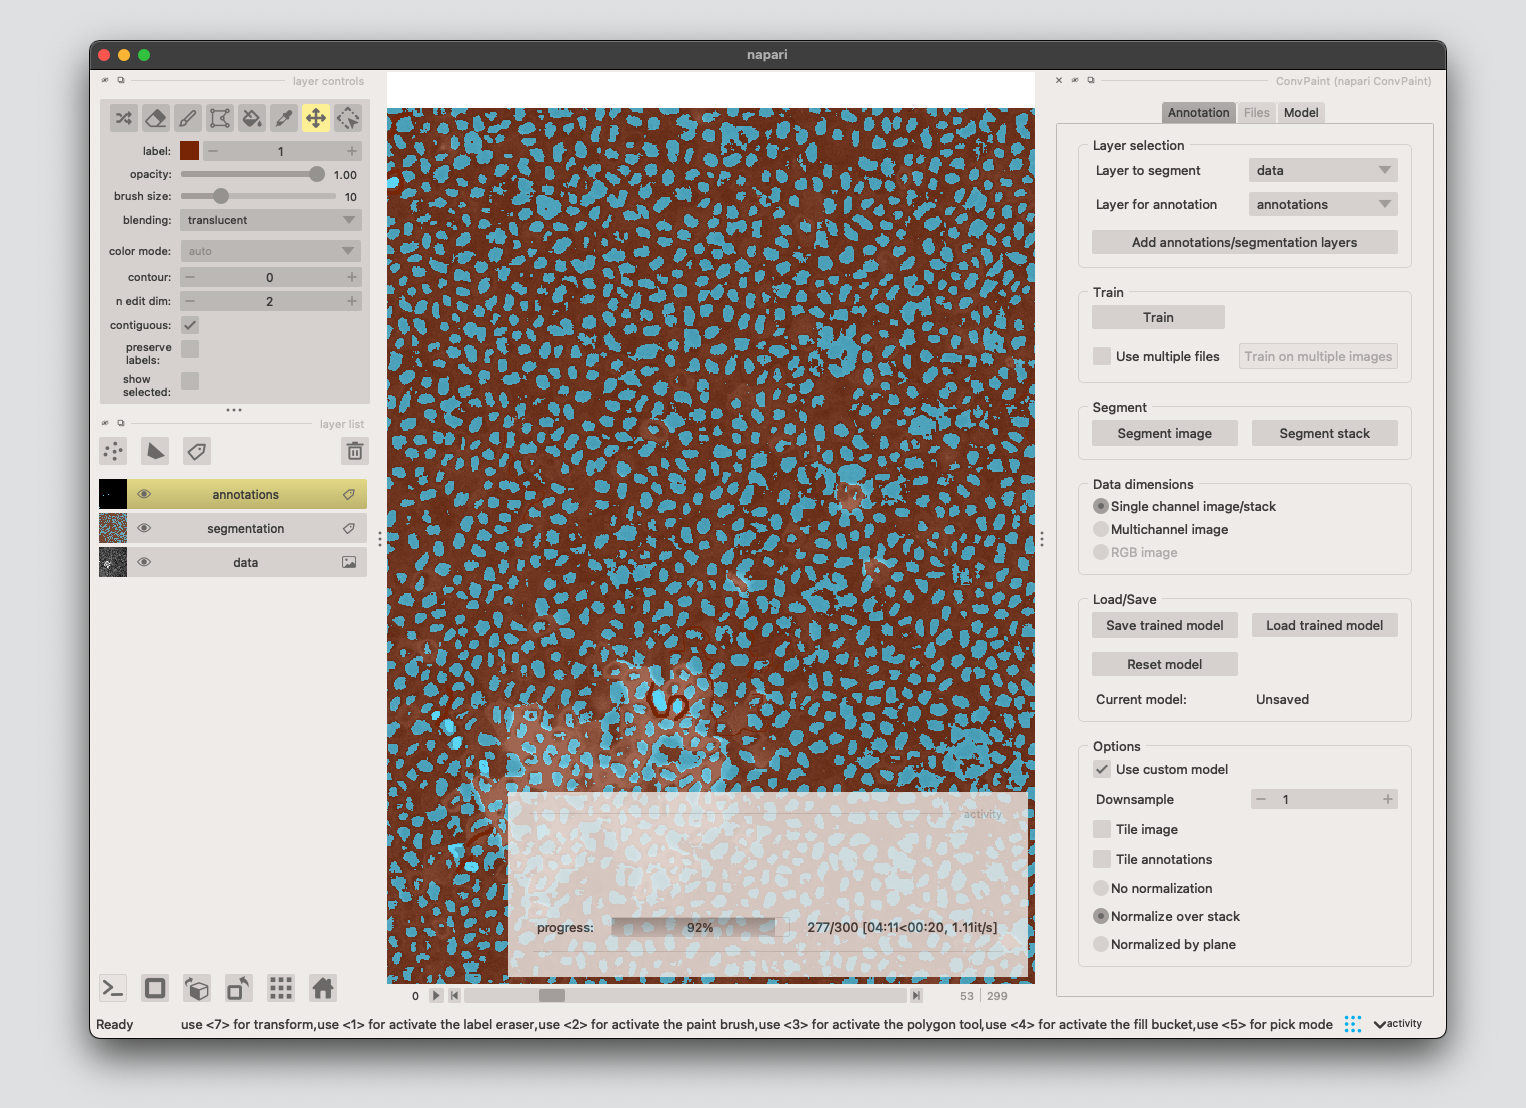 napari
layer controls
label: 1
opacity: 1.00
brush size: 10
blending: translucent
color mode: auto
contour: 0
n edit dim: 2
contiguous:
preserve
labels:
show
selected:
layer list
annotations
segmentation
data
activity
progress: 92% 277/300 [04:11<00:20, 1.11it/s]
0 53 299
ConvPaint (napari ConvPaint)
Annotation Files Model
Layer selection
Layer to segment data
Layer for annotation annotations
Add annotations/segmentation layers
Train
Train
Use multiple files Train on multiple images
Segment
Segment image Segment stack
Data dimensions
Single channel image/stack
Multichannel image
RGB image
Load/Save
Save trained model Load trained model
Reset model
Current model: Unsaved
Options
Use custom model
Downsample 1
Tile image
Tile annotations
No normalization
Normalize over stack
Normalized by plane
Ready use <7> for transform,use <1> for activate the label eraser,use <2> for activate the paint brush,use <3> for activate the polygon tool,use <4> for activate the fill bucket,use <5> for pick mode activity